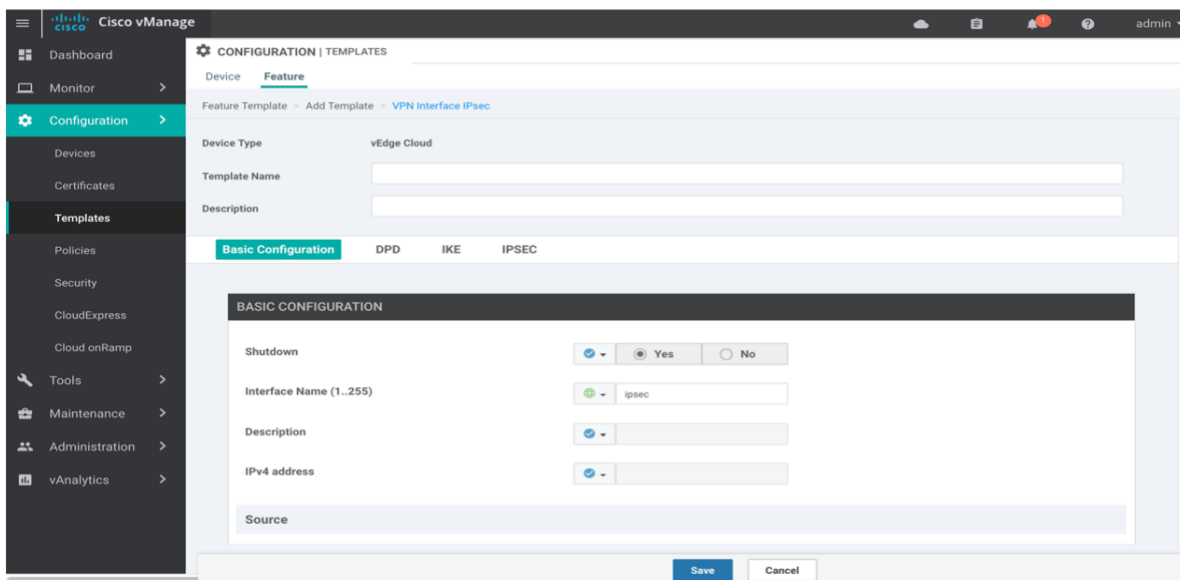 cisco Cisco vManage
1
admin
Dashboard
Monitor
Configuration
Devices
Certificates
Templates
Policies
Security
CloudExpress
Cloud onRamp
Tools
Maintenance
Administration
vAnalytics
CONFIGURATION | TEMPLATES
Device Feature
Feature Template > Add Template > VPN Interface IPsec
Device Type vEdge Cloud
Template Name
Description
Basic Configuration DPD IKE IPSEC
BASIC CONFIGURATION
Shutdown Yes No
Interface Name (1..255) ipsec
Description
IPv4 address
Source
Save Cancel